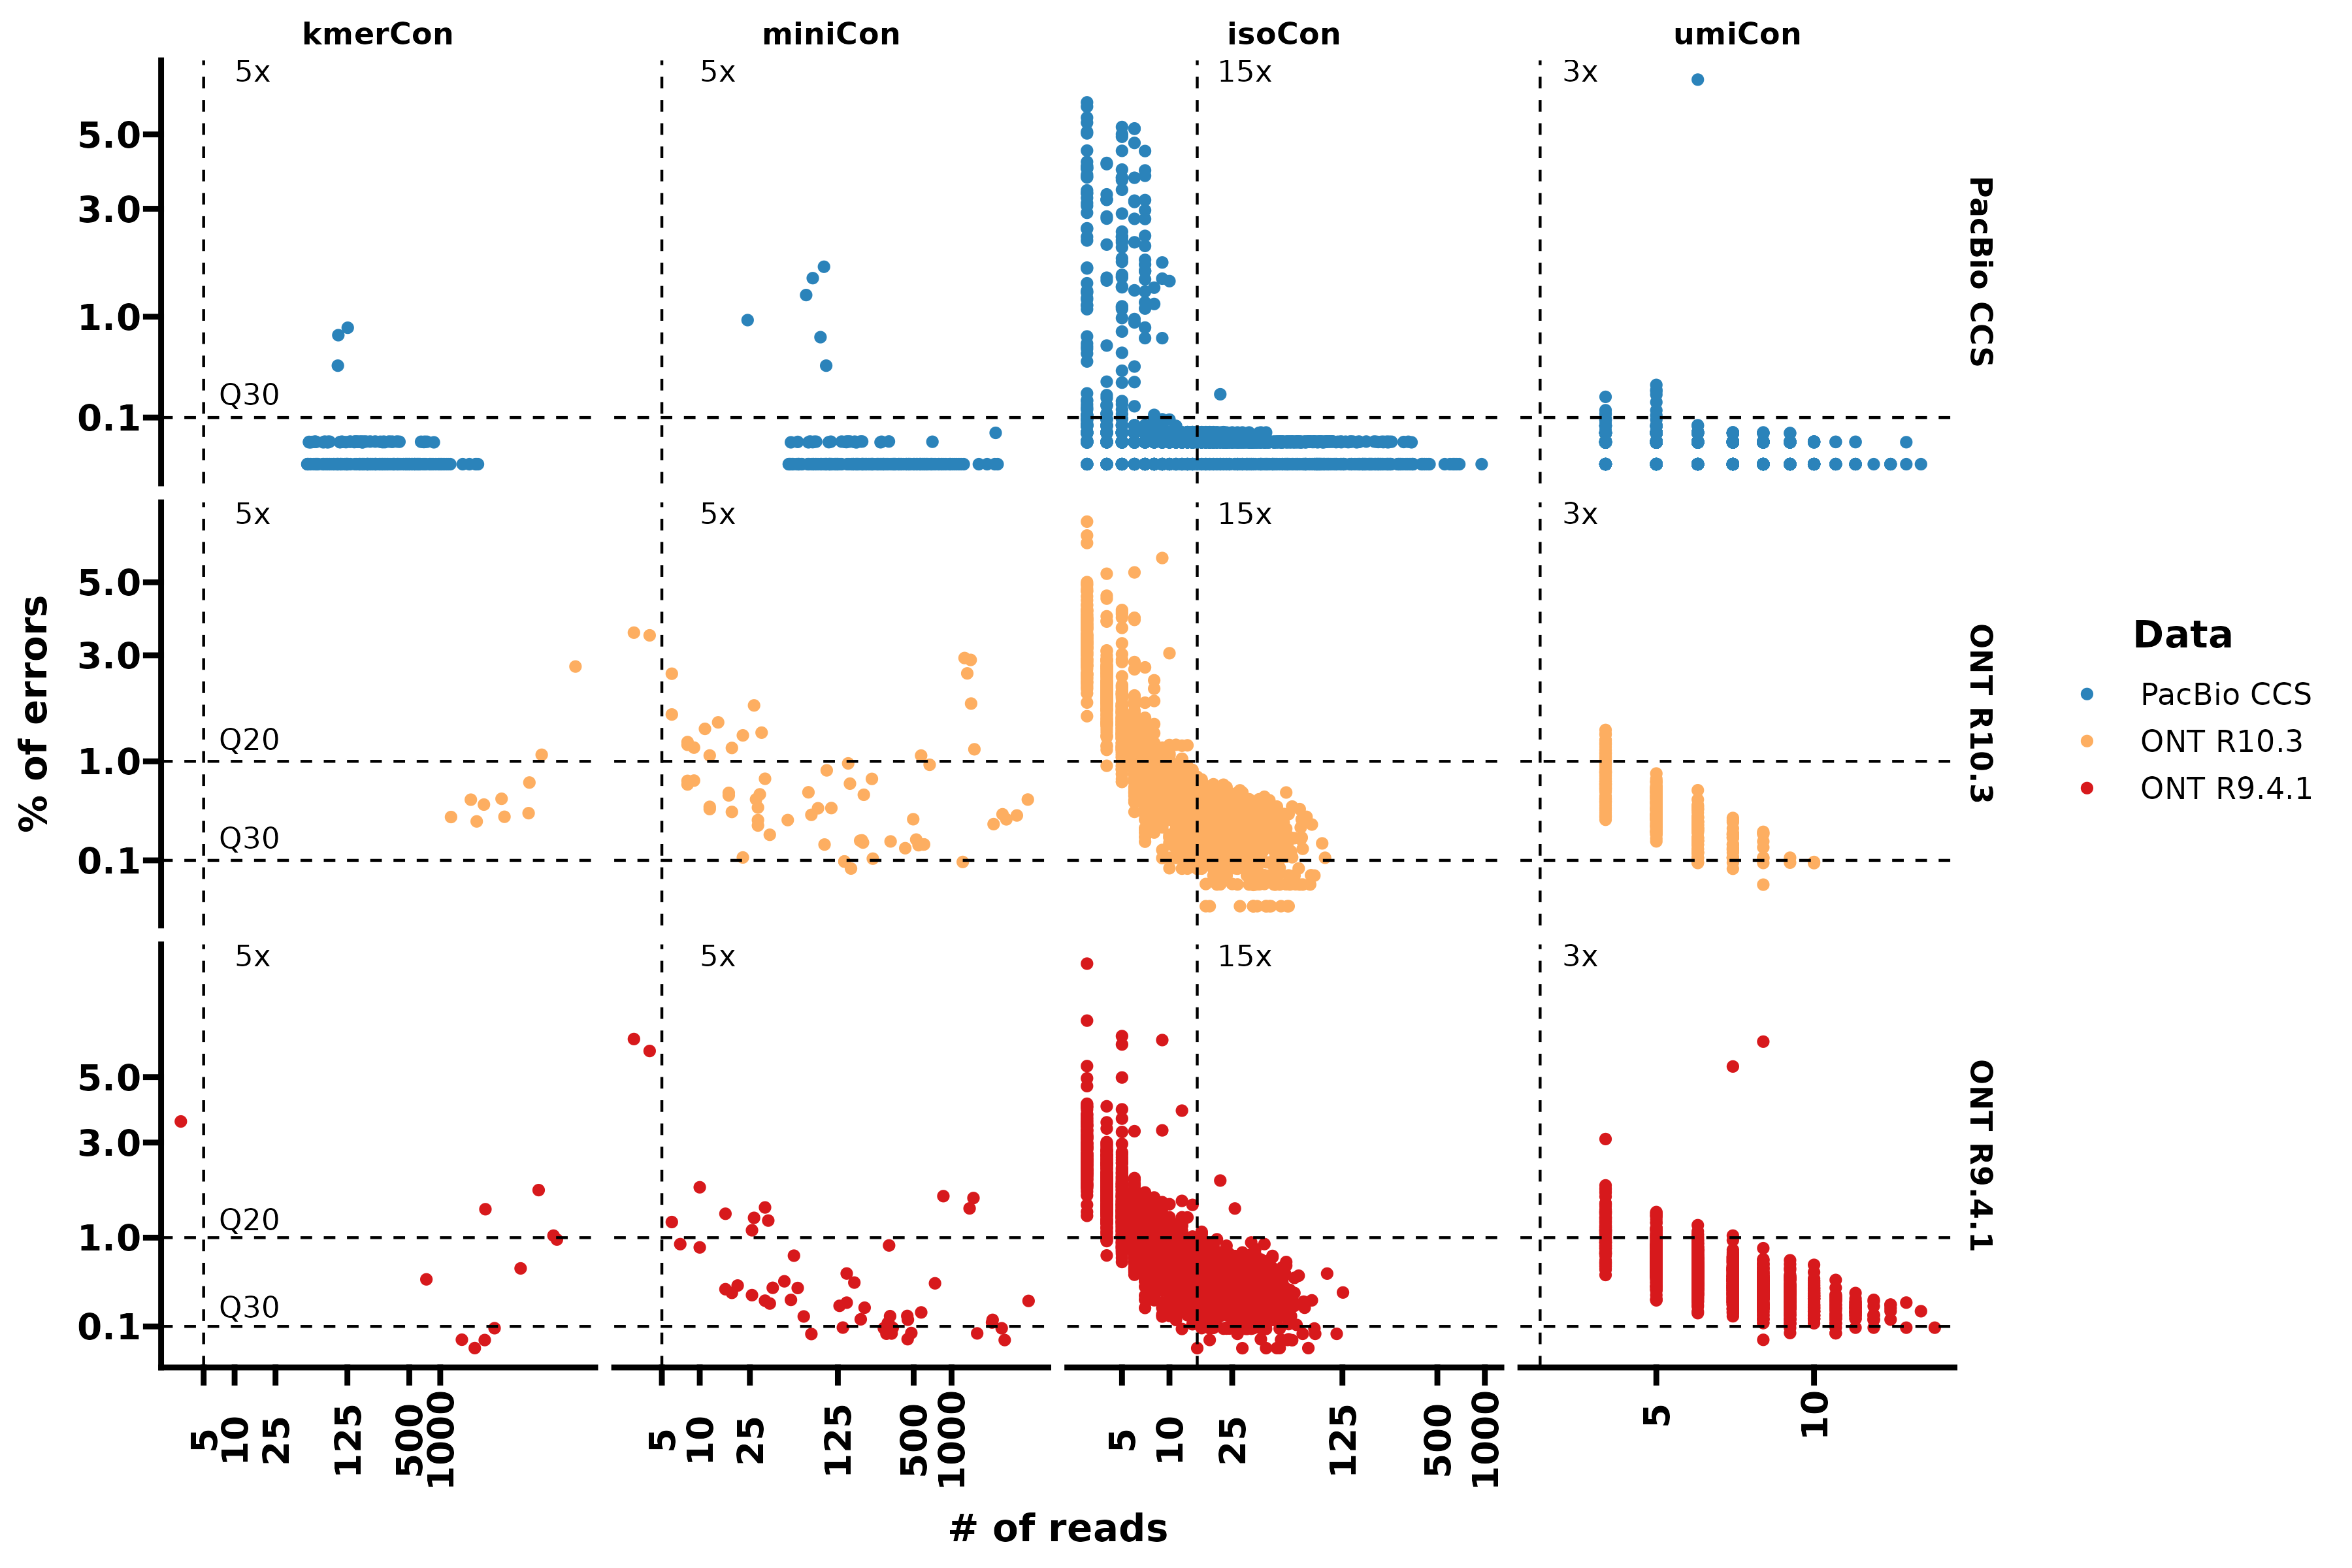 kmerCon miniCon isoCon umiCon
5x 5x 15x 3x
5.0
3.0
1.0
Q30
0.1
PacBio CCS
5x 5x 15x 3x
5.0
3.0
Q20
1.0
Q30
0.1
ONT R10.3
5x 5x 15x 3x
5.0
3.0
Q20
1.0
Q30
0.1
ONT R9.4.1
% of errors
5 10 25 125 500 1000 5 10 25 125 500 1000 5 10 25 125 500 1000 5 10
# of reads
Data
PacBio CCS
ONT R10.3
ONT R9.4.1